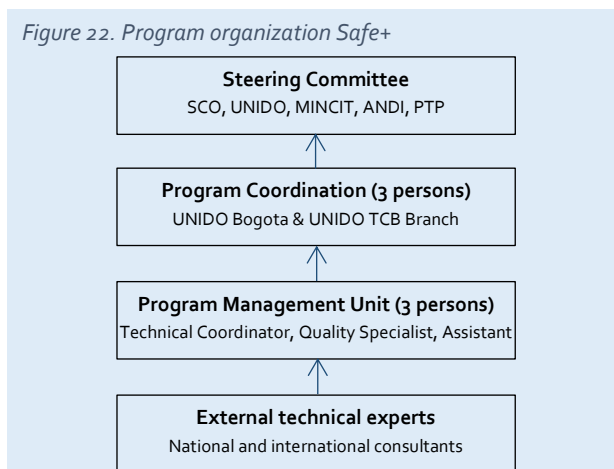 Figure 22. Program organization Safe+
Steering Committee
SCO, UNIDO, MINCIT, ANDI, PTP
Program Coordination (3 persons)
UNIDO Bogota & UNIDO TCB Branch
Program Management Unit (3 persons)
Technical Coordinator, Quality Specialist, Assistant
External technical experts
National and international consultants